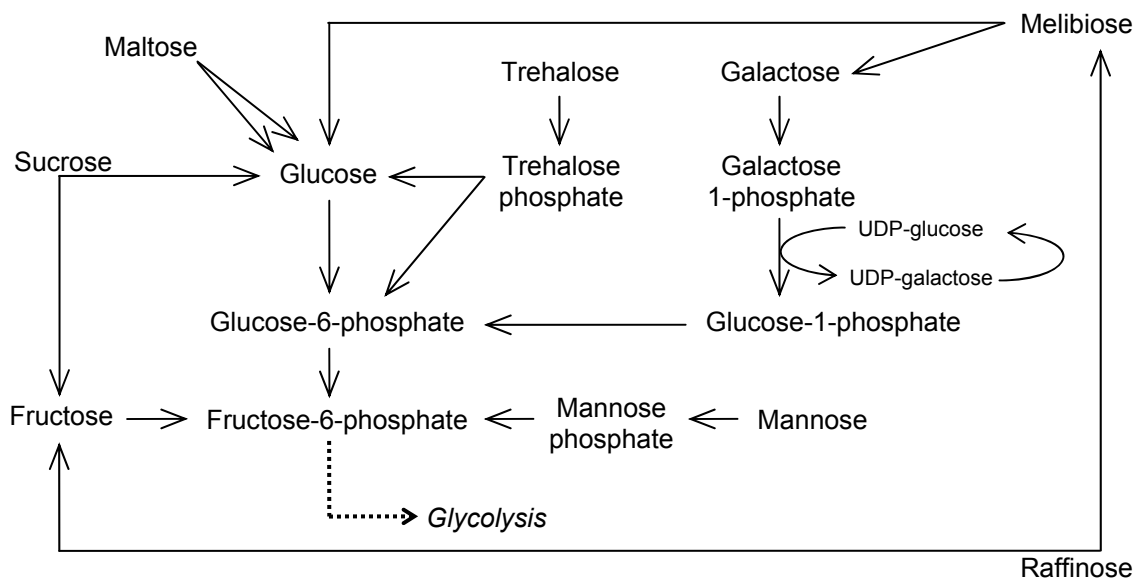 Melibiose
Maltose
Trehalose
Galactose
Sucrose
Glucose
Trehalose
phosphate
Galactose
1-phosphate
UDP-glucose
UDP-galactose
Glucose-6-phosphate
Glucose-1-phosphate
Fructose
Fructose-6-phosphate
Mannose
phosphate
Mannose
Glycolysis
Raffinose